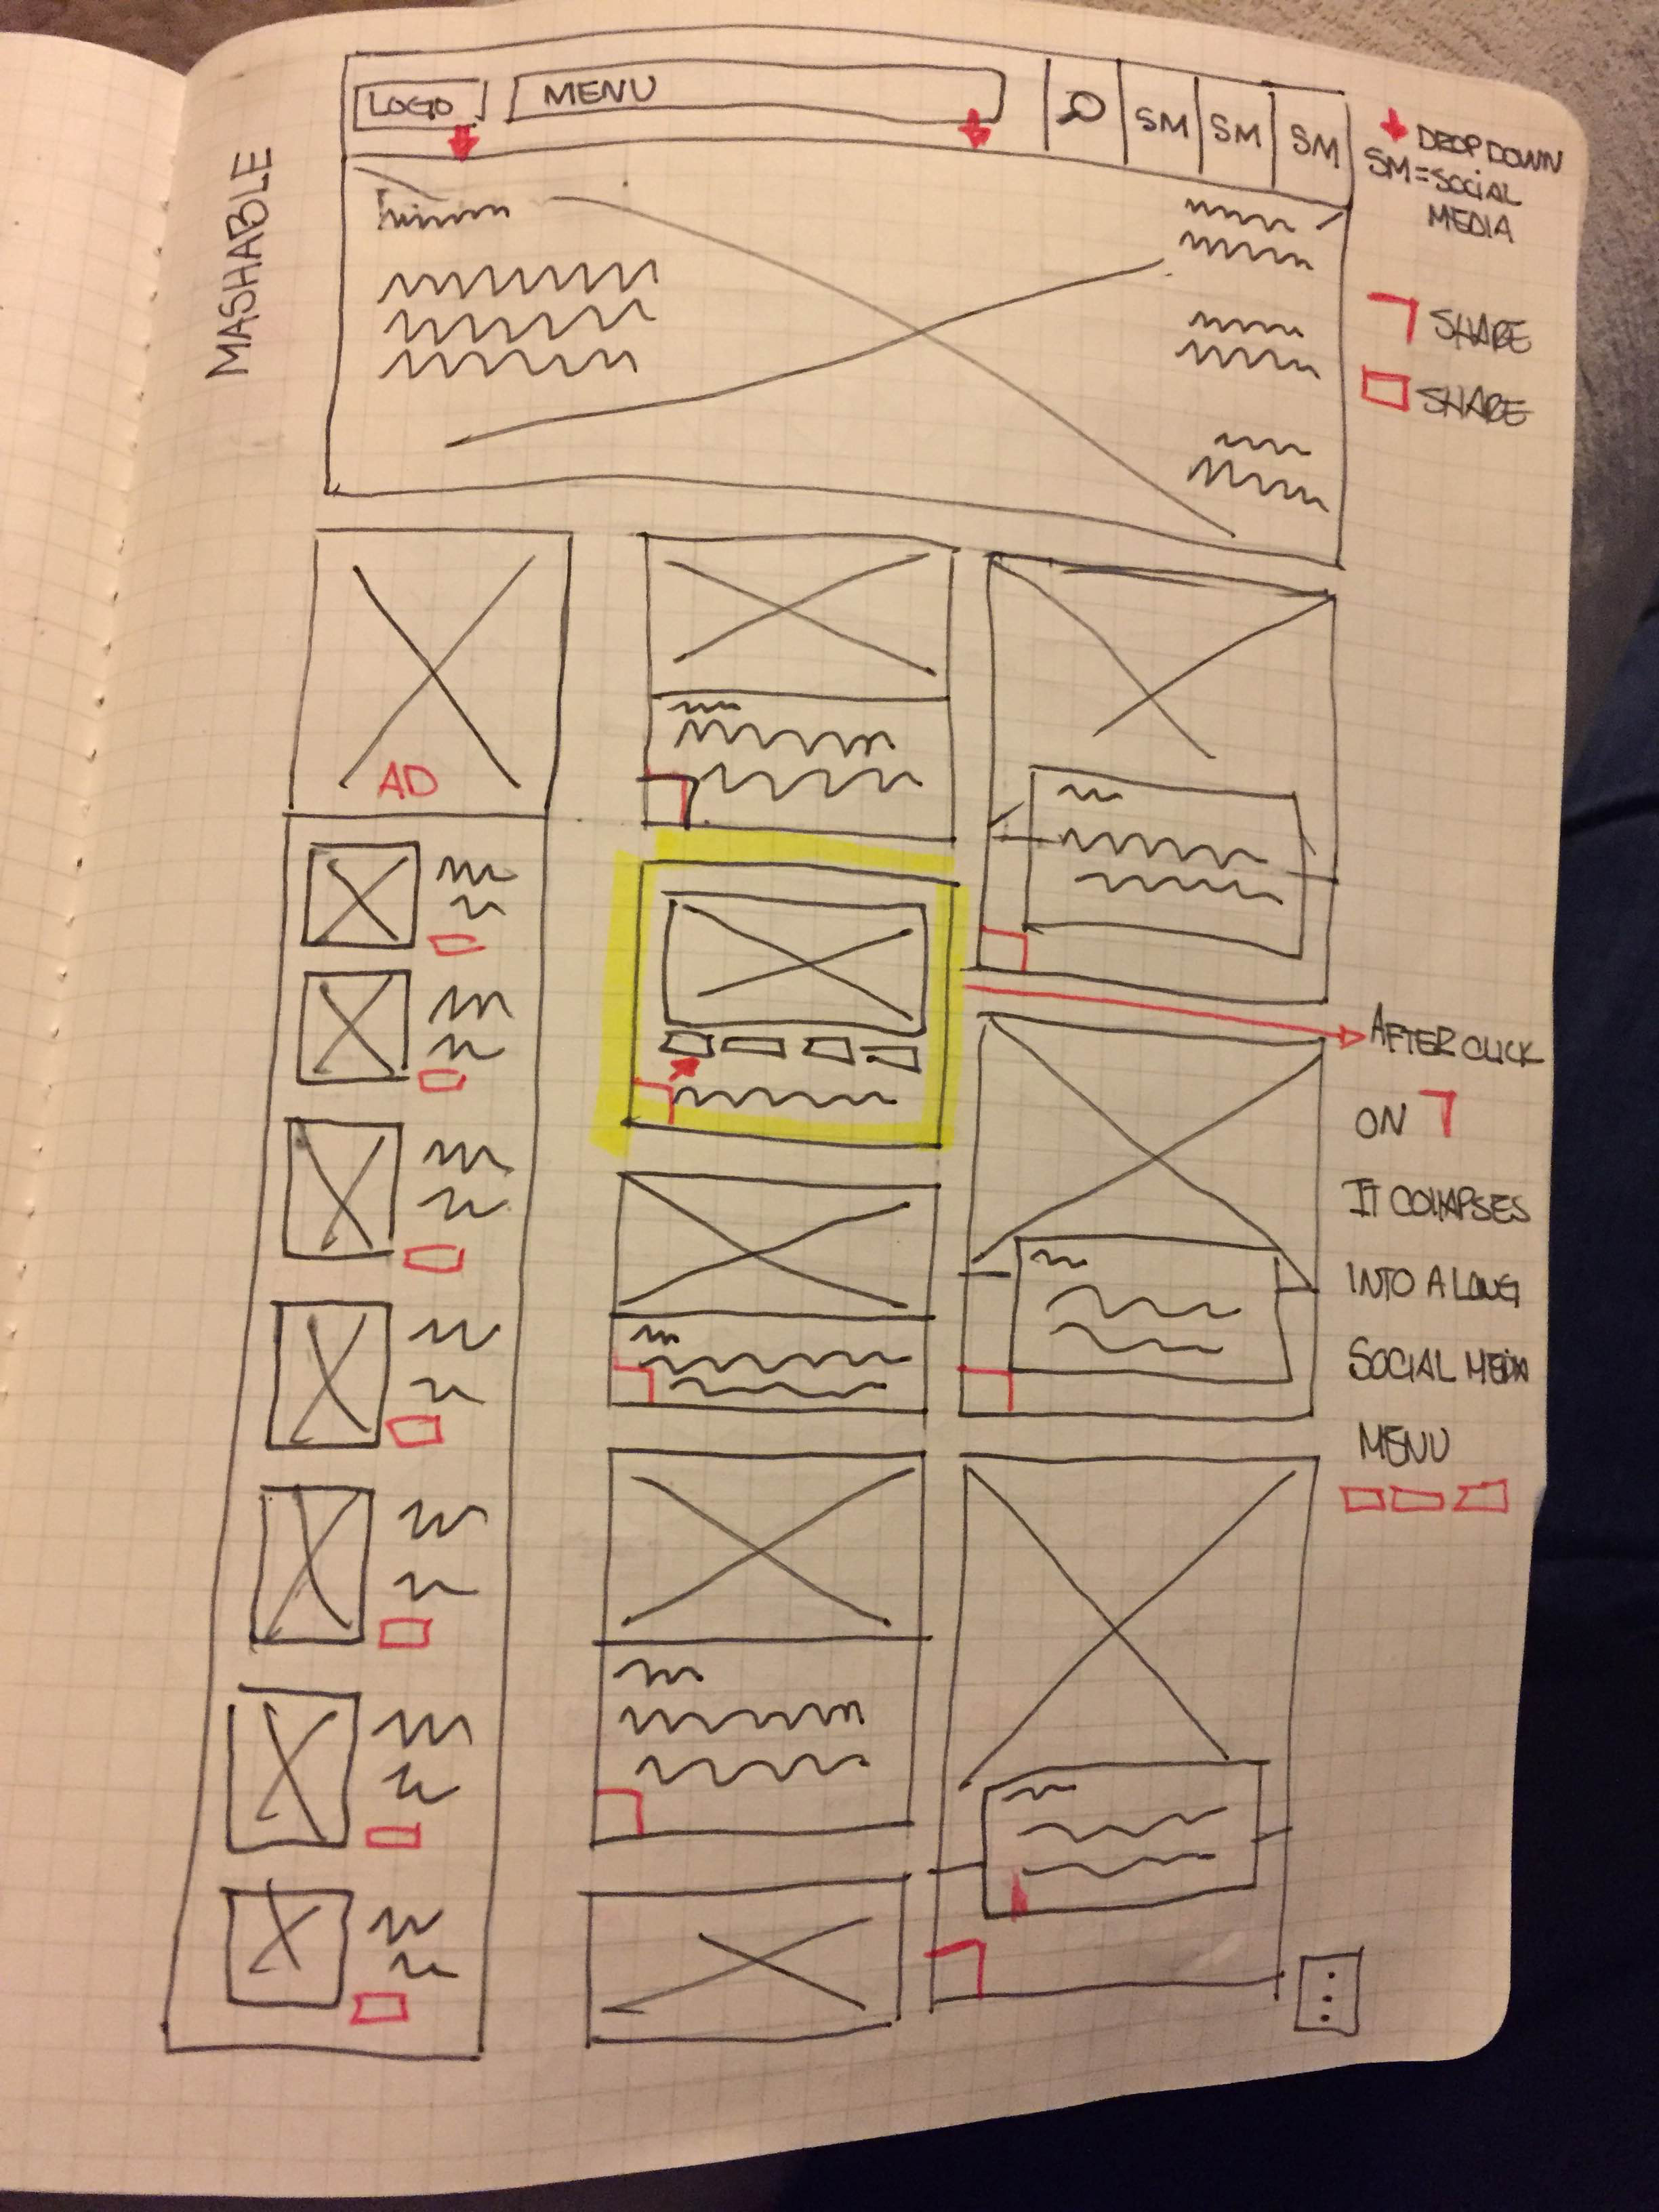 MASHABLE
LOGO
MENU
SM
SM
SM
DROP DOWN
SM=SOCIAL
MEDIA
SHARE
SHARE
AD
AFTER CLICK
ON
IT COLLAPSES
INTO A LONG
SOCIAL MEDIA
MENU